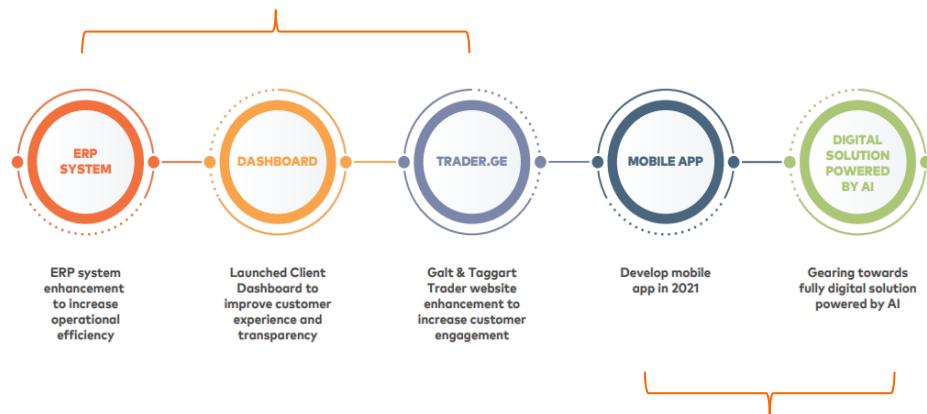 ERP
SYSTEM
DASHBOARD
TRADER.GE
MOBILE APP
DIGITAL
SOLUTION
POWERED
BY AI
ERP system
enhancement
to increase
operational
efficiency
Launched Client
Dashboard to
improve customer
experience and
transparency
Galt & Taggart
Trader website
enhancement to
increase customer
engagement
Develop mobile
app in 2021
Gearing towards
fully digital solution
powered by AI